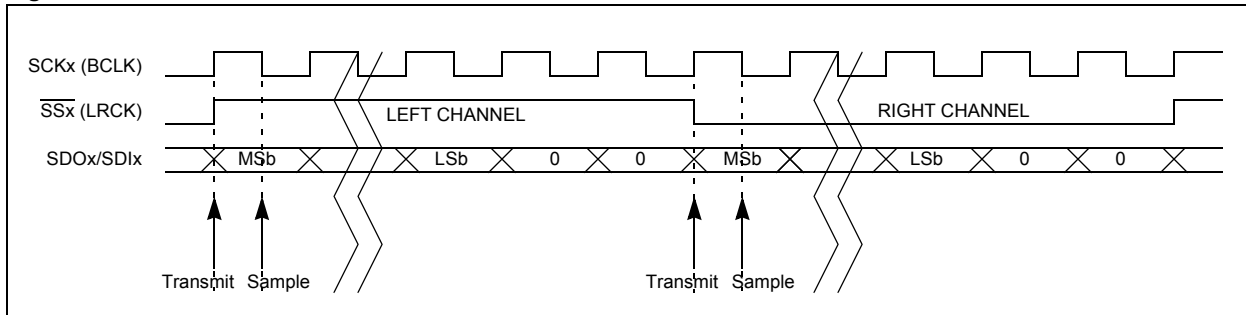 SCKx (BCLK)
SSx (LRCK) LEFT CHANNEL RIGHT CHANNEL
SDOx/SDIx MSb LSb 0 0 MSb LSb 0 0
Transmit Sample Transmit Sample